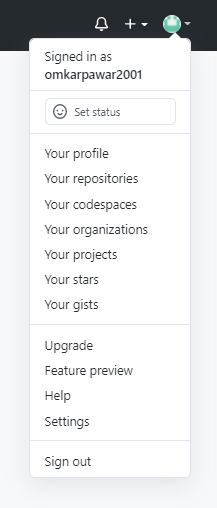 Signed in as
omkarpawar2001
Set status
Your profile
Your repositories
Your codespaces
Your organizations
Your projects
Your stars
Your gists
Upgrade
Feature preview
Help
Settings
Sign out